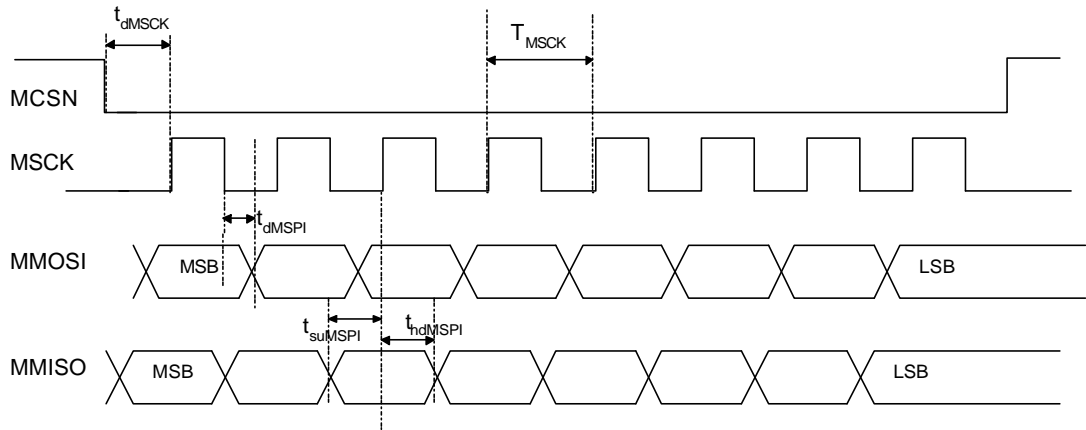 tdMSCK
TMSCK
MCSN
MSCK
tdMSPI
MMOSI
MSB
LSB
tsuMSPI
thdMSPI
MMISO
MSB
LSB